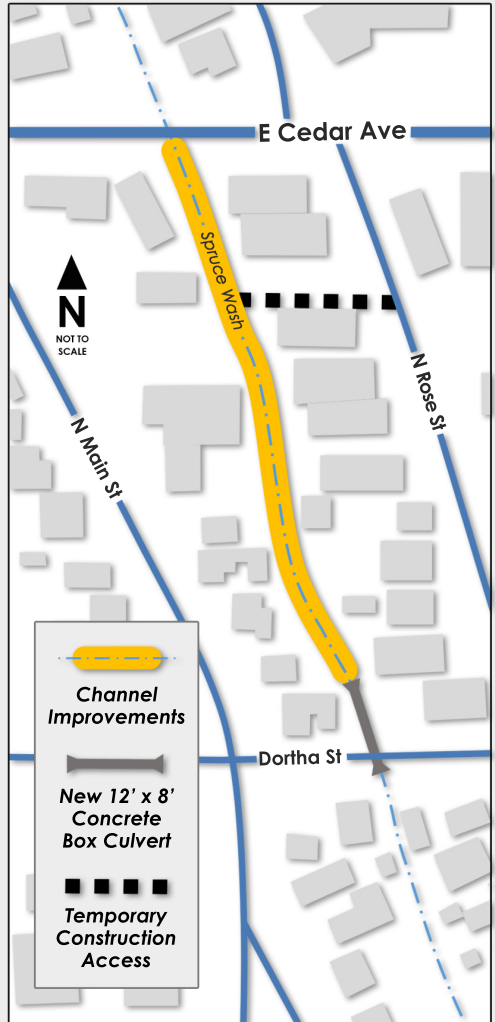 E Cedar Ave
Spruce Wash
N
NOT TO
SCALE
N Rose St
N Main St
Channel
Improvements
Dortha St
New 12’ x 8’
Concrete
Box Culvert
Temporary
Construction
Access